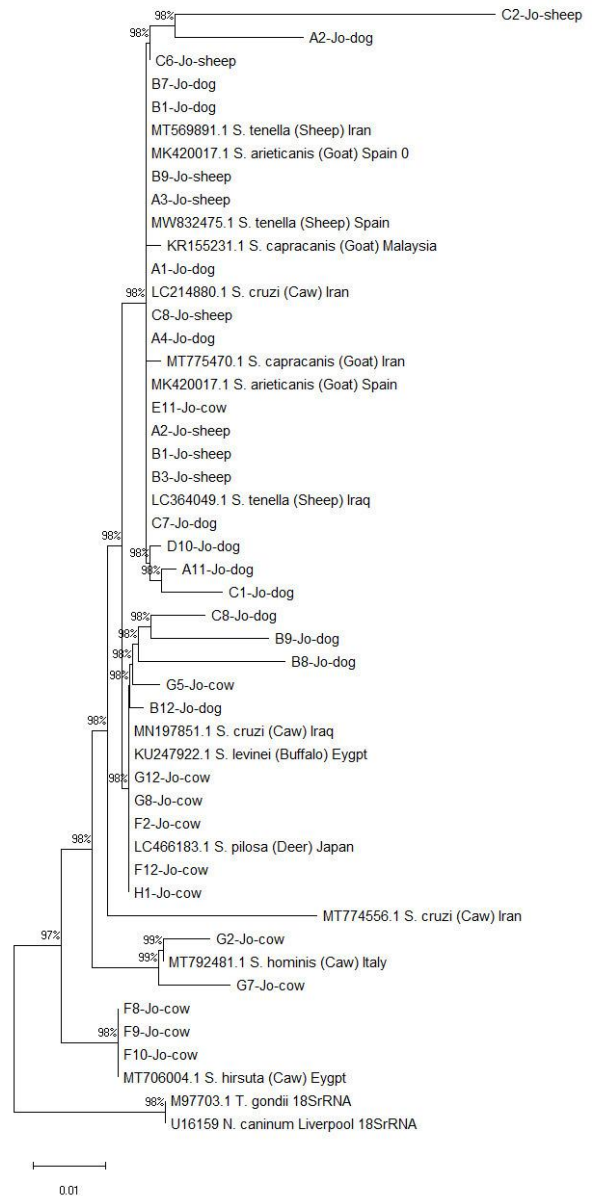 98%
C2-Jo-sheep
98%
A2-Jo-dog
C6-Jo-sheep
B7-Jo-dog
B1-Jo-dog
MT569891.1 S. tenella (Sheep) Iran
MK420017.1 S. arieticanis (Goat) Spain 0
B9-Jo-sheep
A3-Jo-sheep
MW832475.1 S. tenella (Sheep) Spain
KR155231.1 S. capracanis (Goat) Malaysia
A1-Jo-dog
98%
LC214880.1 S. cruzi (Caw) Iran
C8-Jo-sheep
A4-Jo-dog
MT775470.1 S. capracanis (Goat) Iran
MK420017.1 S. arieticanis (Goat) Spain
E11-Jo-cow
A2-Jo-sheep
B1-Jo-sheep
B3-Jo-sheep
LC364049.1 S. tenella (Sheep) Iraq
C7-Jo-dog
98%
98%
D10-Jo-dog
98%
A11-Jo-dog
C1-Jo-dog
98%
C8-Jo-dog
98%
B9-Jo-dog
98%
B8-Jo-dog
98%
G5-Jo-cow
B12-Jo-dog
98%
MN197851.1 S. cruzi (Caw) Iraq
KU247922.1 S. levinei (Buffalo) Eygpt
98%
G12-Jo-cow
G8-Jo-cow
F2-Jo-cow
98%
LC466183.1 S. pilosa (Deer) Japan
F12-Jo-cow
H1-Jo-cow
MT774556.1 S. cruzi (Caw) Iran
97%
99%
G2-Jo-cow
99%
MT792481.1 S. hominis (Caw) Italy
G7-Jo-cow
F8-Jo-cow
98%
F9-Jo-cow
F10-Jo-cow
MT706004.1 S. hirsuta (Caw) Eygpt
98%
M97703.1 T. gondii 18SrRNA
U16159 N. caninum Liverpool 18SrRNA
0.01